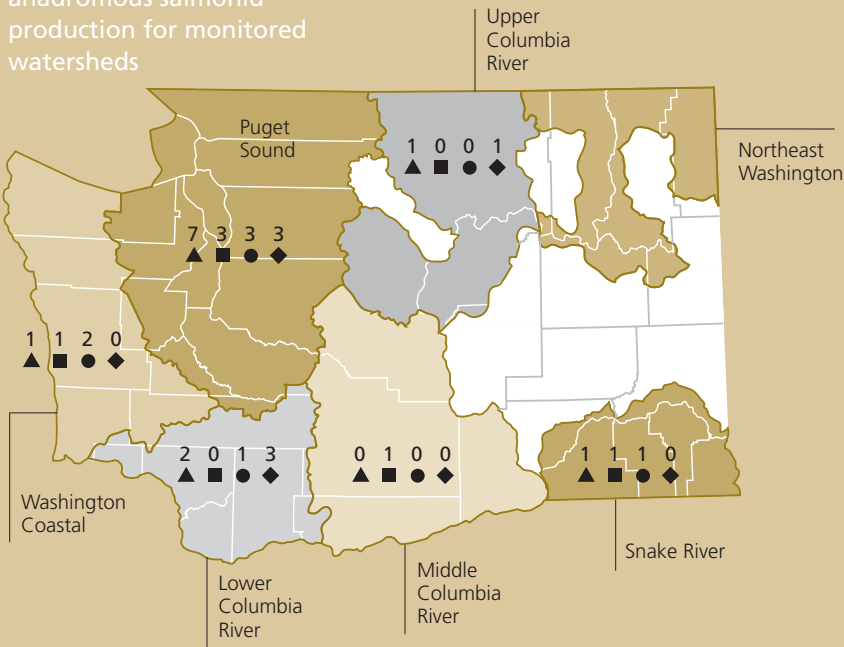 anadromous salmonid
production for monitored
watersheds
Upper
Columbia
River
Puget
Sound
1 0 0 1
Northeast
Washington
7 3 3 3
1 1 2 0
2 0 1 3
0 1 0 0
1 1 1 0
Washington
Coastal
Snake River
Lower
Columbia
River
Middle
Columbia
River